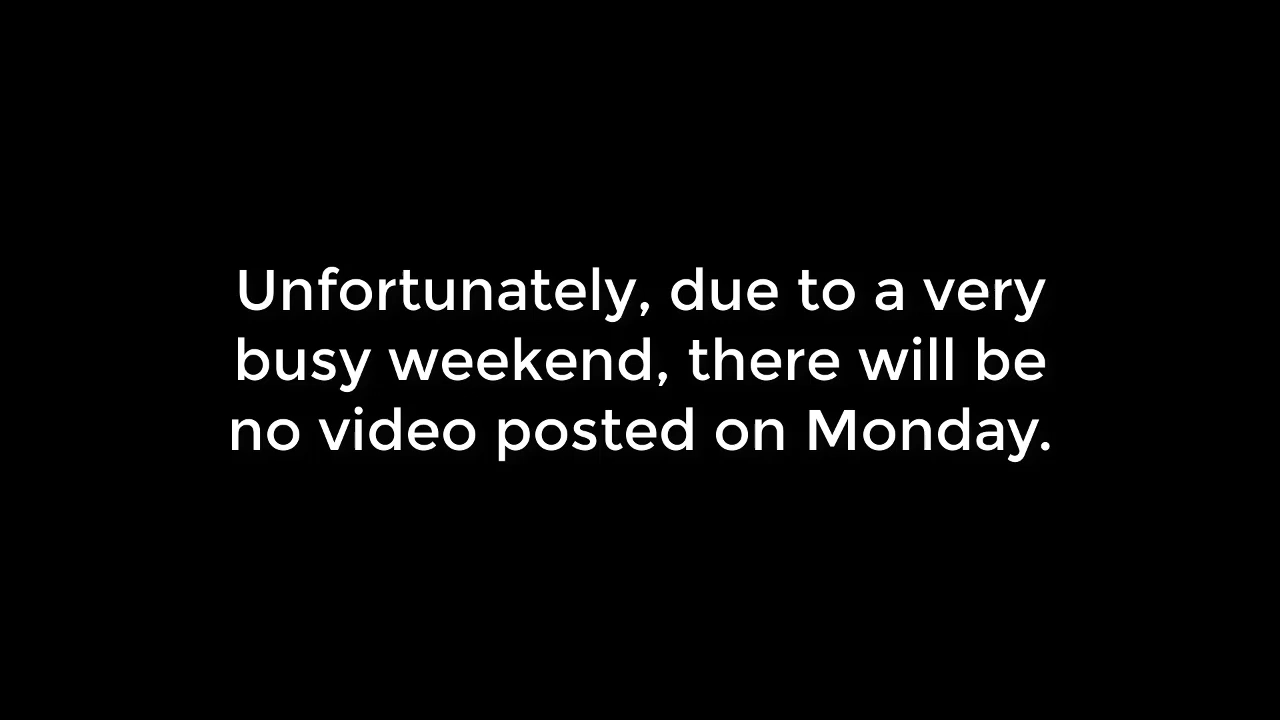 Unfortunately, due to a very
busy weekend, there will be
no video posted on Monday.